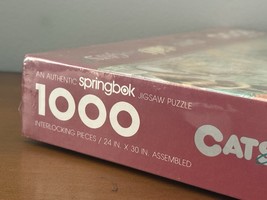 AN AUTHENTIC springbok JIGSAW PUZZLE
1000
INTERLOCKING PIECES / 24 IN. X 30 IN. ASSEMBLED
CATS